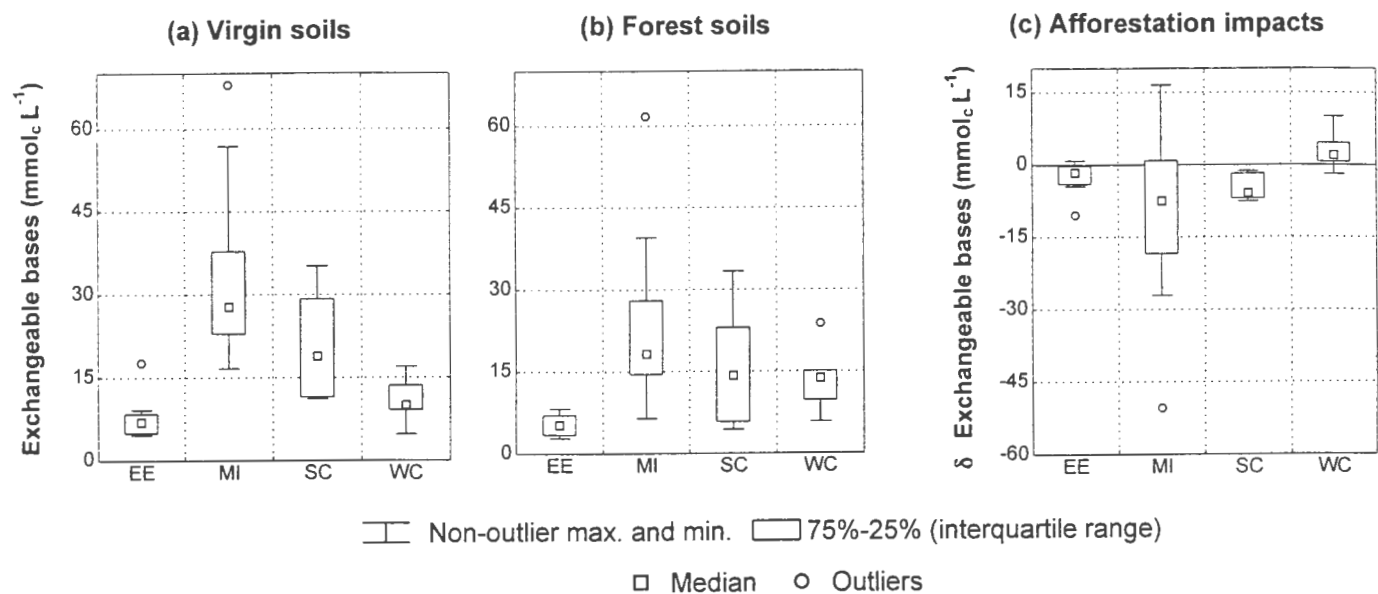 (a) Virgin soils
(b) Forest soils
(c) Afforestation impacts
Exchangeable bases (mmol_c L^-1)
60
45
30
15
0
EE MI SC WC
60
45
30
15
0
EE MI SC WC
δ Exchangeable bases (mmol_c L^-1)
15
0
-15
-30
-45
-60
EE MI SC WC
Non-outlier max. and min. 75%-25% (interquartile range)
Median Outliers